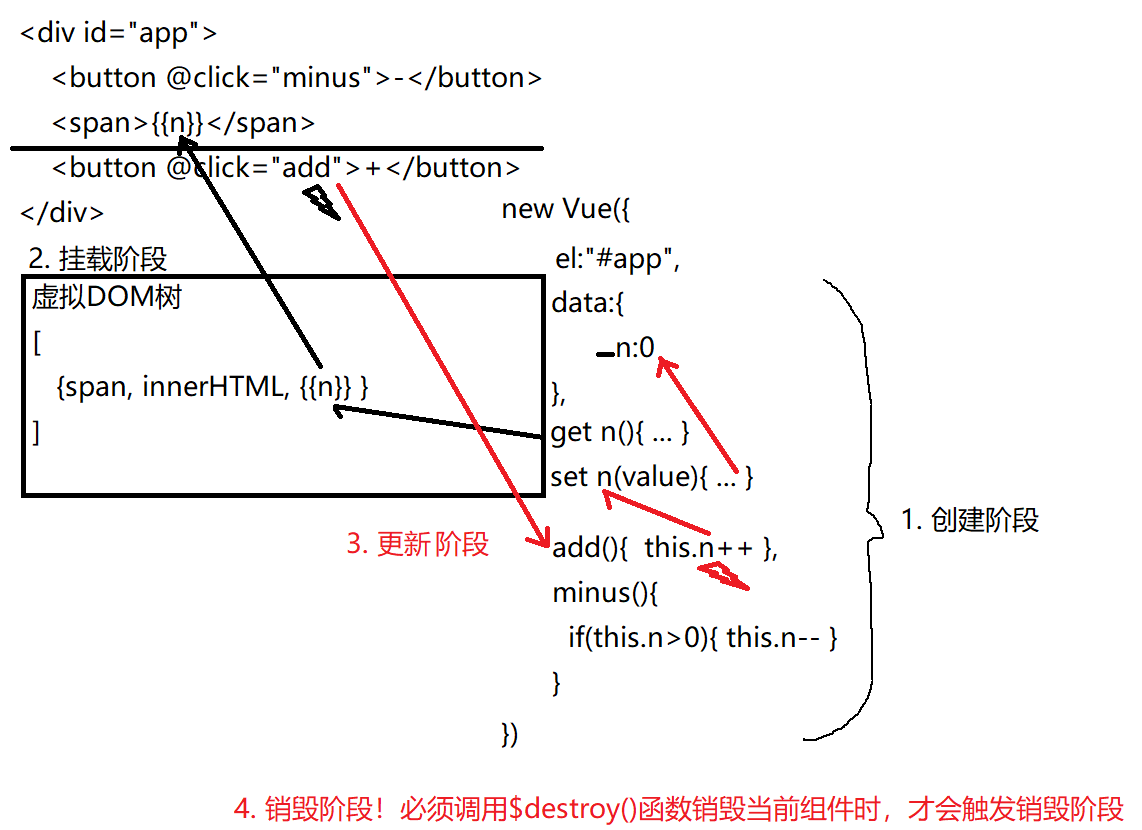 <div id="app">
<button @click="minus">-</button>
<span>{{n}}</span>
<button @click="add">+</button>
</div>
2. 挂载阶段
虚拟DOM树
[
{span, innerHTML, {{n}} }
]
new Vue({
el:"#app",
data:{
_n:0
},
get n(){ ... }
set n(value){ ... }
add(){ this.n++ },
minus(){
if(this.n>0){ this.n-- }
}
})
1. 创建阶段
3. 更新阶段
4. 销毁阶段！必须调用$destroy()函数销毁当前组件时，才会触发销毁阶段